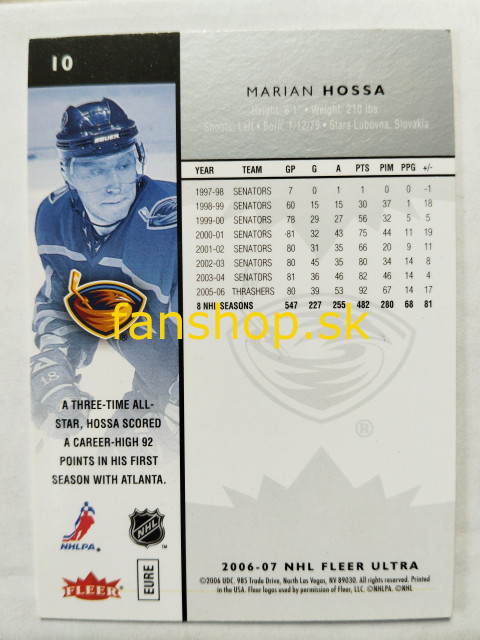 10
MARIAN HOSSA
Height: 6'1" • Weight: 210 lbs
Shoots: Left • Born: 1/12/79 • Stara Lubovna, Slovakia
YEAR TEAM GP G A PTS PIM PPG +/-
1997-98 SENATORS 7 0 1 1 0 0 -1
1998-99 SENATORS 60 15 15 30 37 1 18
1999-00 SENATORS 78 29 27 56 32 5 5
2000-01 SENATORS 81 32 43 75 44 11 19
2001-02 SENATORS 80 31 35 66 20 9 11
2002-03 SENATORS 80 45 35 80 34 14 8
2003-04 SENATORS 81 36 46 82 46 14 4
2005-06 THRASHERS 80 39 53 92 67 14 17
8 NHL SEASONS 547 227 255 482 280 68 81
fanshop.sk
A THREE-TIME ALL-
STAR, HOSSA SCORED
A CAREER-HIGH 92
POINTS IN HIS FIRST
SEASON WITH ATLANTA.
NHLPA
NHL
FLEER
EURE
2006-07 NHL FLEER ULTRA
©2006 UDC. 985 Trade Drive, North Las Vegas, NV 89030. All Rights Reserved. Printed
in the USA. Fleer logos used by permission of Fleer, LLC. ©NHLPA. ©NHL